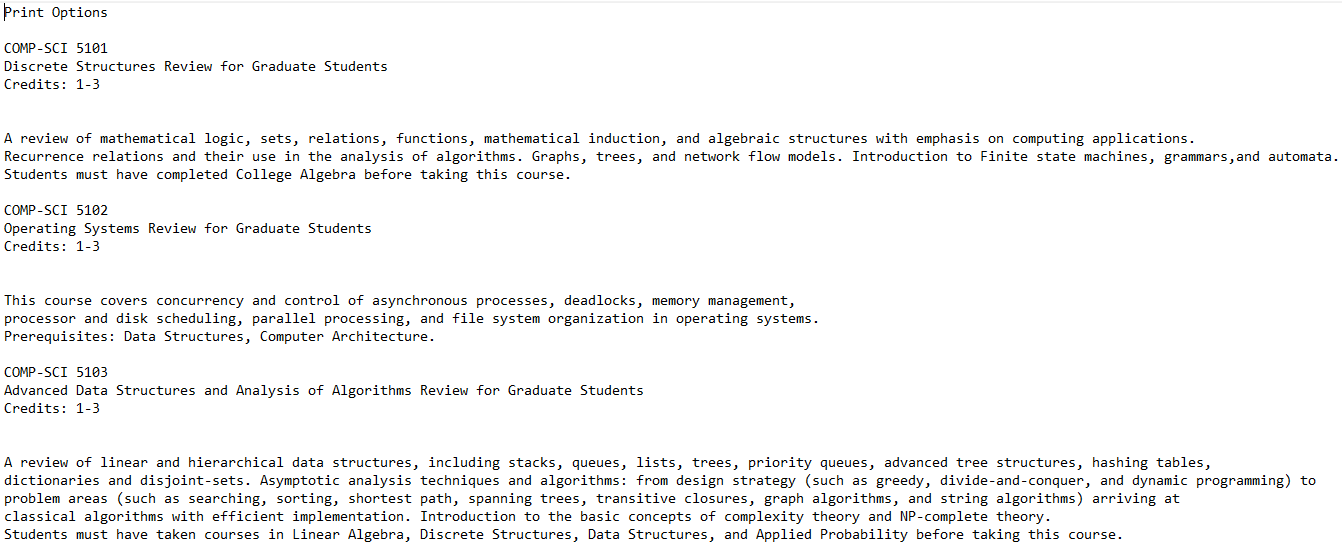 Print Options
COMP-SCI 5101
Discrete Structures Review for Graduate Students
Credits: 1-3
A review of mathematical logic, sets, relations, functions, mathematical induction, and algebraic structures with emphasis on computing applications.
Recurrence relations and their use in the analysis of algorithms. Graphs, trees, and network flow models. Introduction to Finite state machines, grammars,and automata.
Students must have completed College Algebra before taking this course.
COMP-SCI 5102
Operating Systems Review for Graduate Students
Credits: 1-3
This course covers concurrency and control of asynchronous processes, deadlocks, memory management,
processor and disk scheduling, parallel processing, and file system organization in operating systems.
Prerequisites: Data Structures, Computer Architecture.
COMP-SCI 5103
Advanced Data Structures and Analysis of Algorithms Review for Graduate Students
Credits: 1-3
A review of linear and hierarchical data structures, including stacks, queues, lists, trees, priority queues, advanced tree structures, hashing tables,
dictionaries and disjoint-sets. Asymptotic analysis techniques and algorithms: from design strategy (such as greedy, divide-and-conquer, and dynamic programming) to
problem areas (such as searching, sorting, shortest path, spanning trees, transitive closures, graph algorithms, and string algorithms) arriving at
classical algorithms with efficient implementation. Introduction to the basic concepts of complexity theory and NP-complete theory.
Students must have taken courses in Linear Algebra, Discrete Structures, Data Structures, and Applied Probability before taking this course.